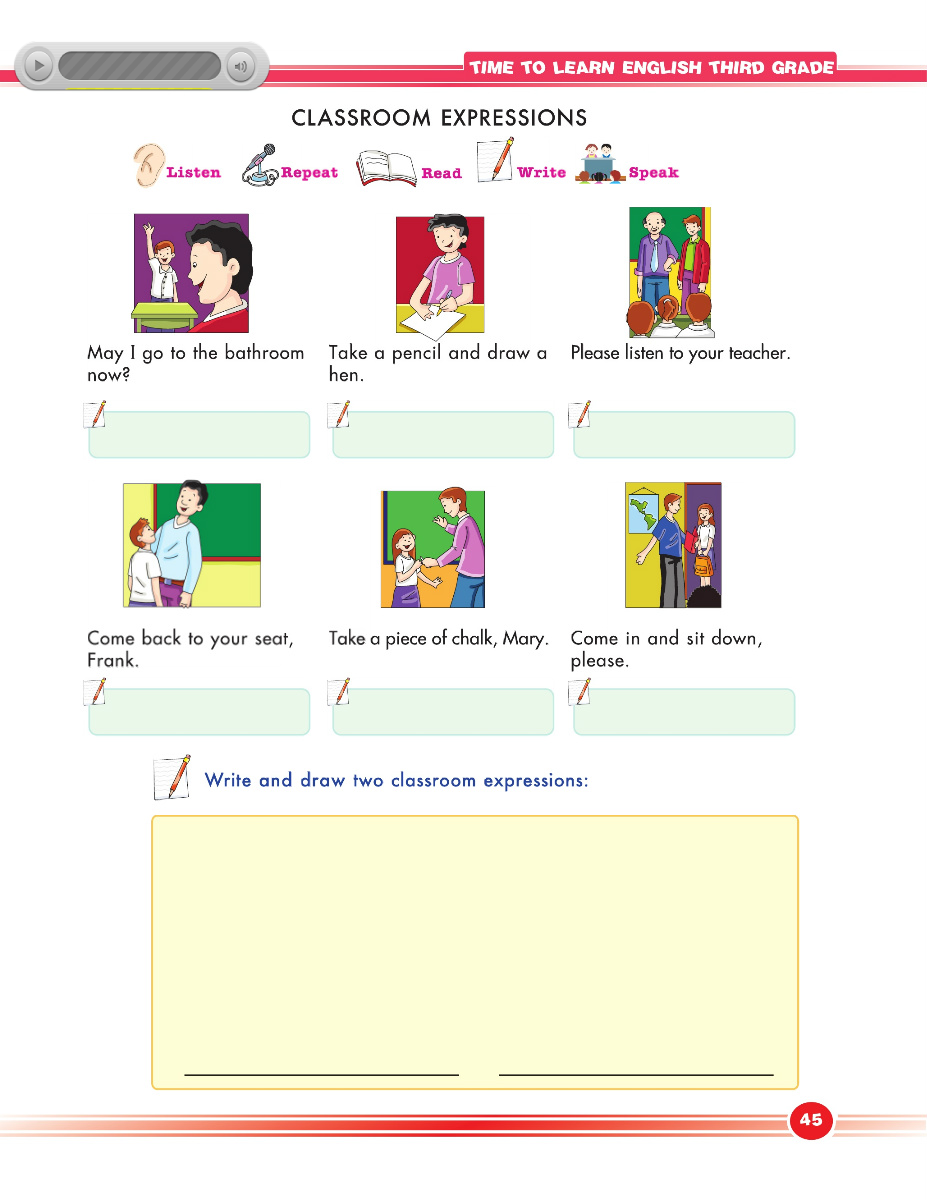 TIME TO LEARN ENGLISH THIRD GRADE
CLASSROOM EXPRESSIONS
Listen Repeat Read Write Speak
May I go to the bathroom
now?
Take a pencil and draw a
hen.
Please listen to your teacher.
Come back to your seat,
Frank.
Take a piece of chalk, Mary.
Come in and sit down,
please.
Write and draw two classroom expressions:
45